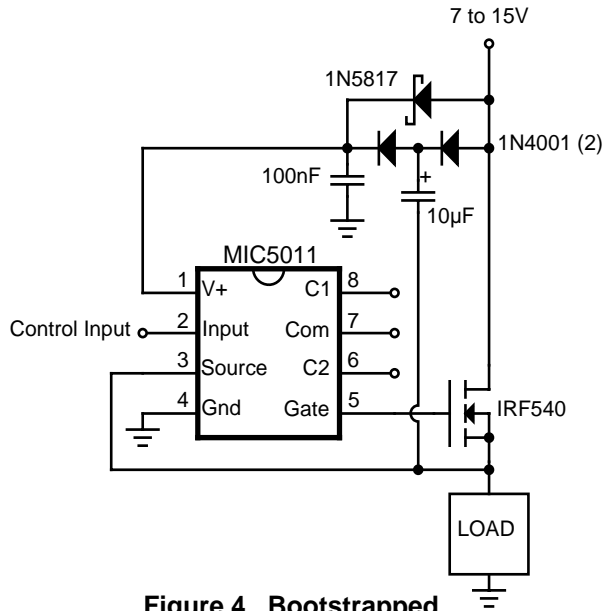 7 to 15V
1N5817
1N4001 (2)
100nF
+
10µF
MIC5011
1 V+ C1 8
Control Input 2 Input Com 7
3 Source C2 6
4 Gnd Gate 5
IRF540
LOAD
Figure 4. Bootstrapped